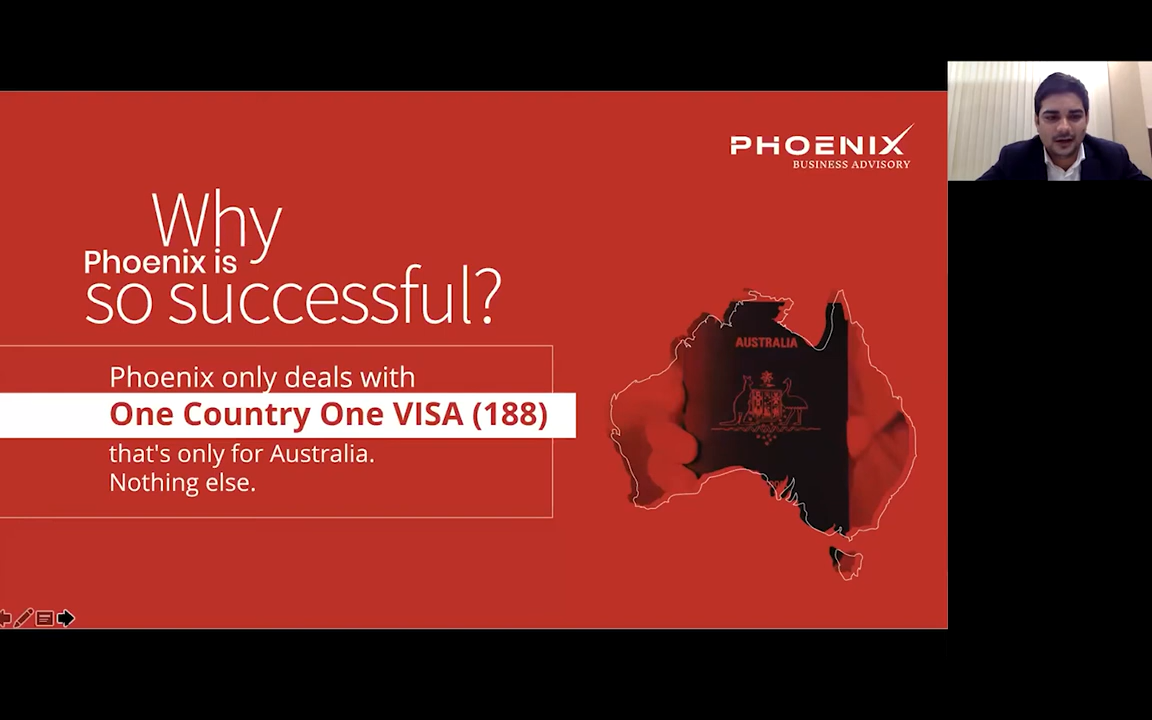 PHOENIX
BUSINESS ADVISORY
Why
Phoenix is
so successful?
Phoenix only deals with
One Country One VISA (188)
that's only for Australia.
Nothing else.
AUSTRALIA